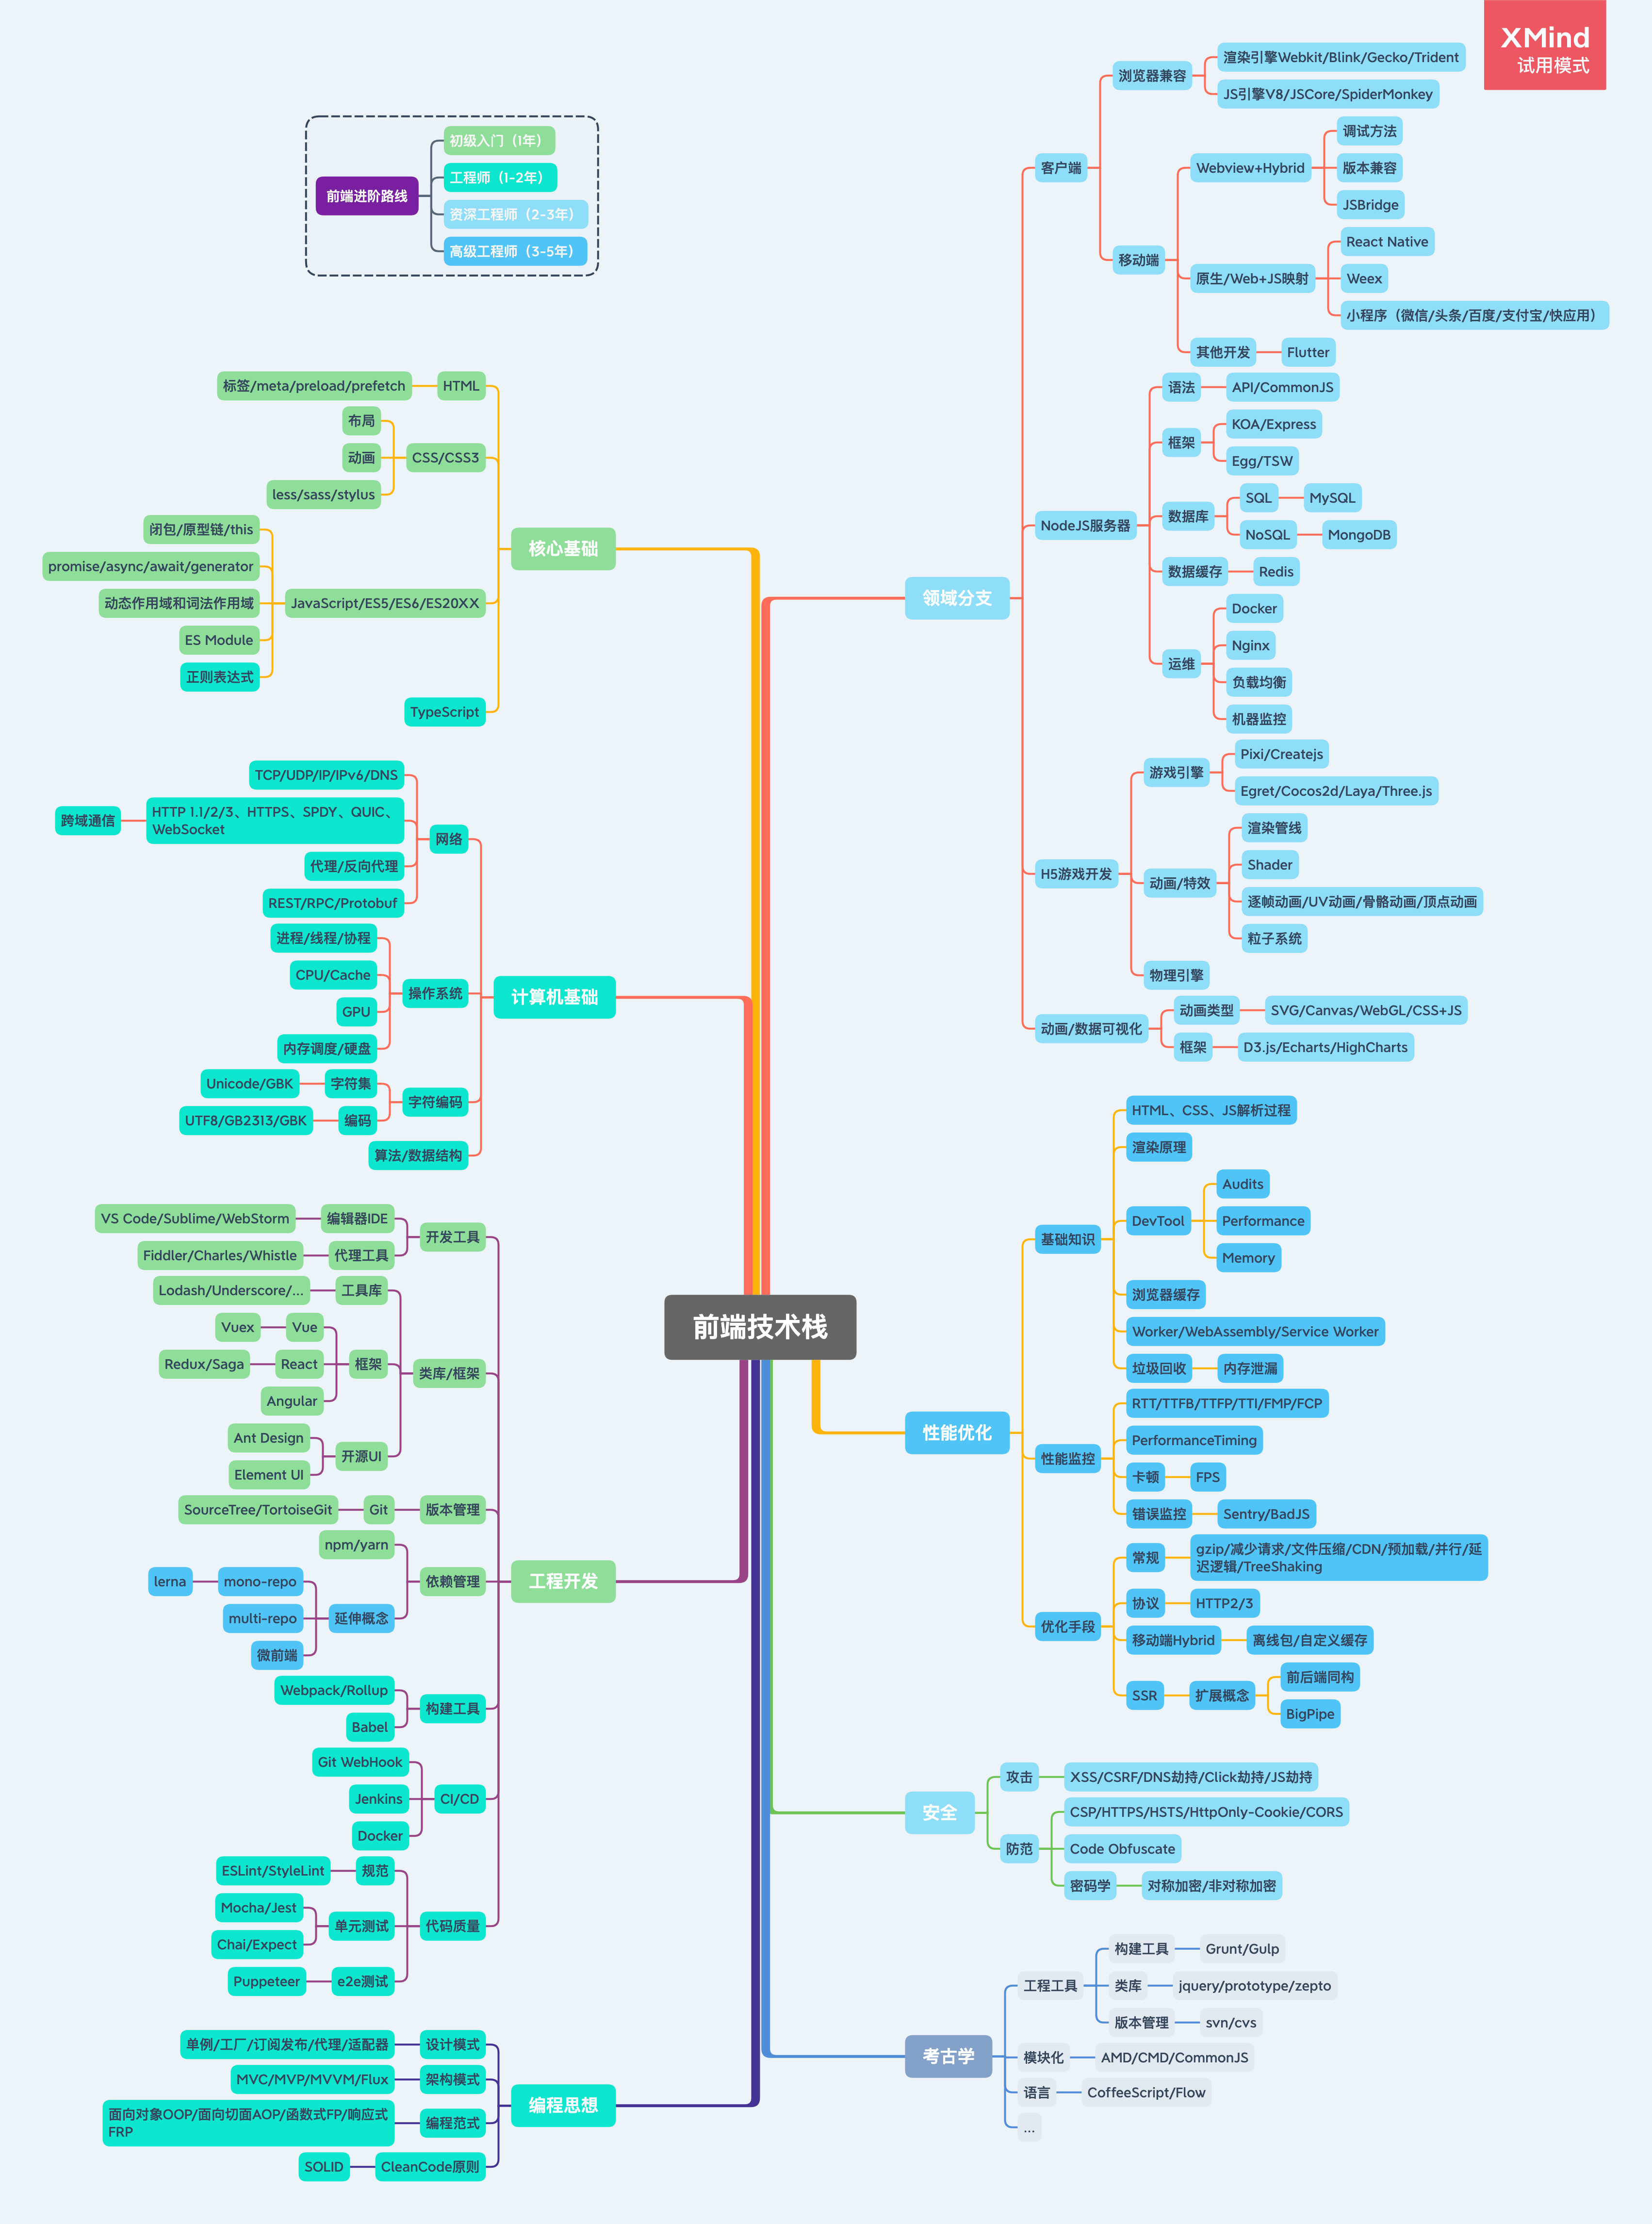 XMind
试用模式
前端进阶路线
初级入门（1年）
工程师（1-2年）
资深工程师（2-3年）
高级工程师（3-5年）
前端技术栈
核心基础
HTML
标签/meta/preload/prefetch
CSS/CSS3
布局
动画
less/sass/stylus
JavaScript/ES5/ES6/ES20XX
闭包/原型链/this
promise/async/await/generator
动态作用域和词法作用域
ES Module
正则表达式
TypeScript
计算机基础
网络
TCP/UDP/IP/IPv6/DNS
HTTP 1.1/2/3、HTTPS、SPDY、QUIC、
WebSocket
跨域通信
代理/反向代理
REST/RPC/Protobuf
操作系统
进程/线程/协程
CPU/Cache
GPU
内存调度/硬盘
字符编码
字符集
Unicode/GBK
编码
UTF8/GB2313/GBK
算法/数据结构
工程开发
开发工具
编辑器IDE
VS Code/Sublime/WebStorm
代理工具
Fiddler/Charles/Whistle
类库/框架
工具库
Lodash/Underscore/...
框架
Vue
Vuex
React
Redux/Saga
Angular
开源UI
Ant Design
Element UI
版本管理
Git
SourceTree/TortoiseGit
依赖管理
npm/yarn
延伸概念
mono-repo
lerna
multi-repo
微前端
构建工具
Webpack/Rollup
Babel
CI/CD
Git WebHook
Jenkins
Docker
代码质量
规范
ESLint/StyleLint
单元测试
Mocha/Jest
Chai/Expect
e2e测试
Puppeteer
编程思想
设计模式
单例/工厂/订阅发布/代理/适配器
架构模式
MVC/MVP/MVVM/Flux
编程范式
面向对象OOP/面向切面AOP/函数式FP/响应式
FRP
CleanCode原则
SOLID
领域分支
客户端
浏览器兼容
渲染引擎Webkit/Blink/Gecko/Trident
JS引擎V8/JSCore/SpiderMonkey
移动端
Webview+Hybrid
调试方法
版本兼容
JSBridge
原生/Web+JS映射
React Native
Weex
小程序（微信/头条/百度/支付宝/快应用）
其他开发
Flutter
NodeJS服务器
语法
API/CommonJS
框架
KOA/Express
Egg/TSW
数据库
SQL
MySQL
NoSQL
MongoDB
数据缓存
Redis
运维
Docker
Nginx
负载均衡
机器监控
H5游戏开发
游戏引擎
Pixi/Createjs
Egret/Cocos2d/Laya/Three.js
动画/特效
渲染管线
Shader
逐帧动画/UV动画/骨骼动画/顶点动画
粒子系统
物理引擎
动画/数据可视化
动画类型
SVG/Canvas/WebGL/CSS+JS
框架
D3.js/Echarts/HighCharts
性能优化
基础知识
HTML、CSS、JS解析过程
渲染原理
DevTool
Audits
Performance
Memory
浏览器缓存
Worker/WebAssembly/Service Worker
垃圾回收
内存泄漏
性能监控
RTT/TTFB/TTFP/TTI/FMP/FCP
PerformanceTiming
卡顿
FPS
错误监控
Sentry/BadJS
优化手段
常规
gzip/减少请求/文件压缩/CDN/预加载/并行/延
迟逻辑/TreeShaking
协议
HTTP2/3
移动端Hybrid
离线包/自定义缓存
SSR
扩展概念
前后端同构
BigPipe
安全
攻击
XSS/CSRF/DNS劫持/Click劫持/JS劫持
防范
CSP/HTTPS/HSTS/HttpOnly-Cookie/CORS
Code Obfuscate
密码学
对称加密/非对称加密
考古学
工程工具
构建工具
Grunt/Gulp
类库
jquery/prototype/zepto
版本管理
svn/cvs
模块化
AMD/CMD/CommonJS
语言
CoffeeScript/Flow
...